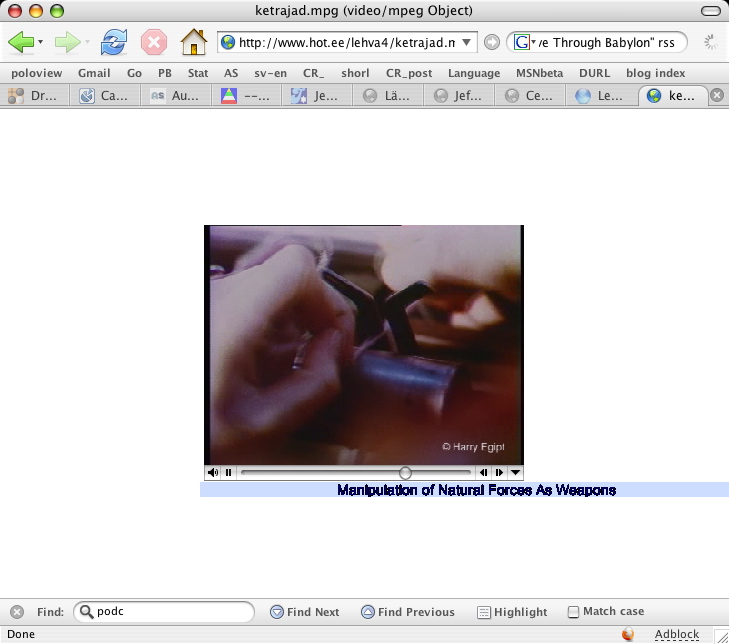 ketrajad.mpg (video/mpeg Object)
http://www.hot.ee/lehva4/ketrajad.m
G ve Through Babylon" rss
poloview Gmail Go PB Stat AS sv-en CR_ shorl CR_post Language MSNbeta DURL blog index
Dr... Ca... as Au... --... Je... Lä... Jef... Ce... Le... ke...
© Harry Egipt
Manipulation of Natural Forces As Weapons
Find: podc Find Next Find Previous Highlight Match case
Done Adblock